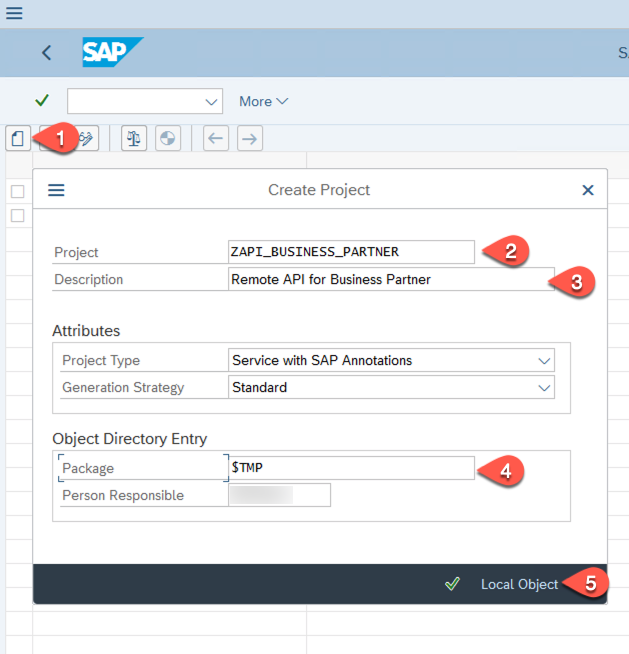 SAP
More
1
Create Project
Project ZAPI_BUSINESS_PARTNER 2
Description Remote API for Business Partner 3
Attributes
Project Type Service with SAP Annotations
Generation Strategy Standard
Object Directory Entry
Package $TMP 4
Person Responsible
Local Object 5